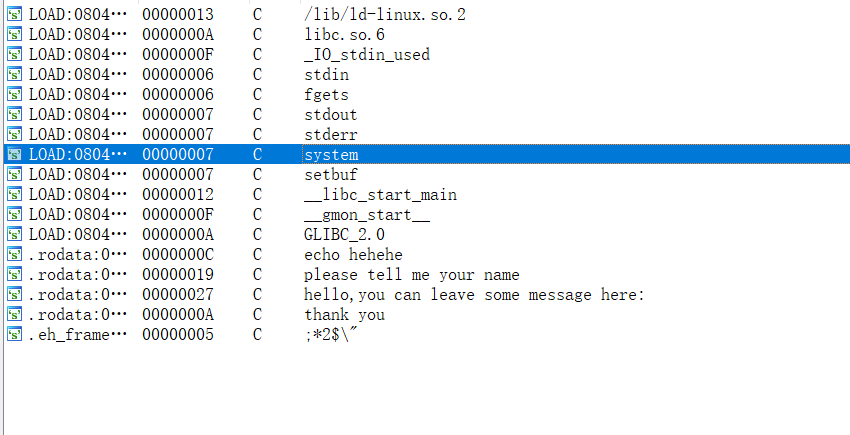 LOAD:0804… 00000013 C /lib/ld-linux.so.2
LOAD:0804… 0000000A C libc.so.6
LOAD:0804… 0000000F C _IO_stdin_used
LOAD:0804… 00000006 C stdin
LOAD:0804… 00000006 C fgets
LOAD:0804… 00000007 C stdout
LOAD:0804… 00000007 C stderr
LOAD:0804… 00000007 C system
LOAD:0804… 00000007 C setbuf
LOAD:0804… 00000012 C __libc_start_main
LOAD:0804… 0000000F C __gmon_start__
LOAD:0804… 0000000A C GLIBC_2.0
.rodata:0… 0000000C C echo hehehe
.rodata:0… 00000019 C please tell me your name
.rodata:0… 00000027 C hello,you can leave some message here:
.rodata:0… 0000000A C thank you
.eh_frame… 00000005 C ;*2$\"